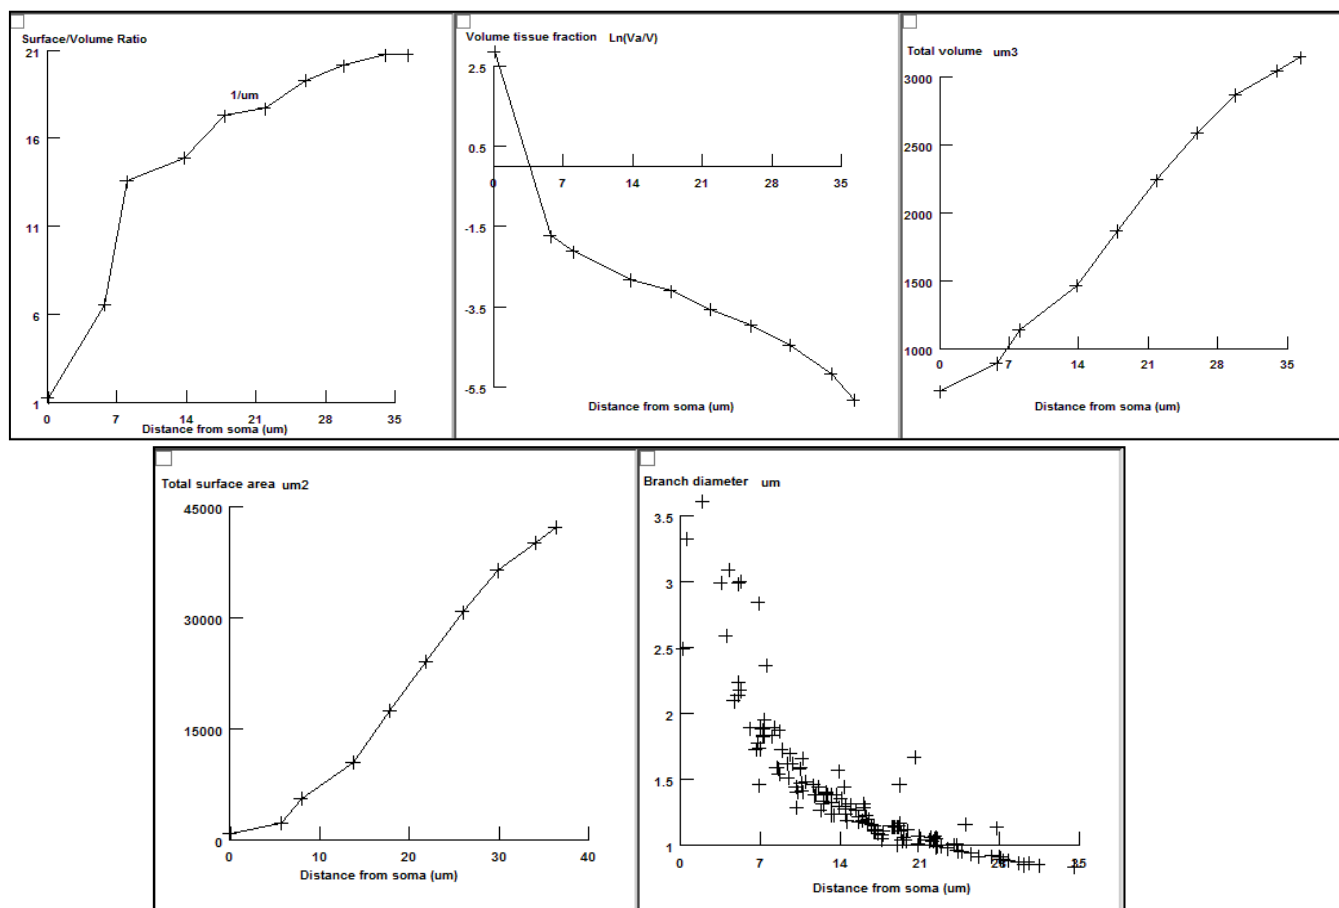 Surface/Volume Ratio
21
1/um
16
11
6
1
0 7 14 21 28 35
Distance from soma (um)
Volume tissue fraction Ln(Va/V)
2.5
0.5
0 7 14 21 28 35
-1.5
-3.5
-5.5
Distance from soma (um)
Total volume um3
3000
2500
2000
1500
1000
0 7 14 21 28 35
Distance from soma (um)
Total surface area um2
45000
30000
15000
0
0 10 20 30 40
Distance from soma (um)
Branch diameter um
3.5
3
2.5
2
1.5
1
0 7 14 21 28 35
Distance from soma (um)